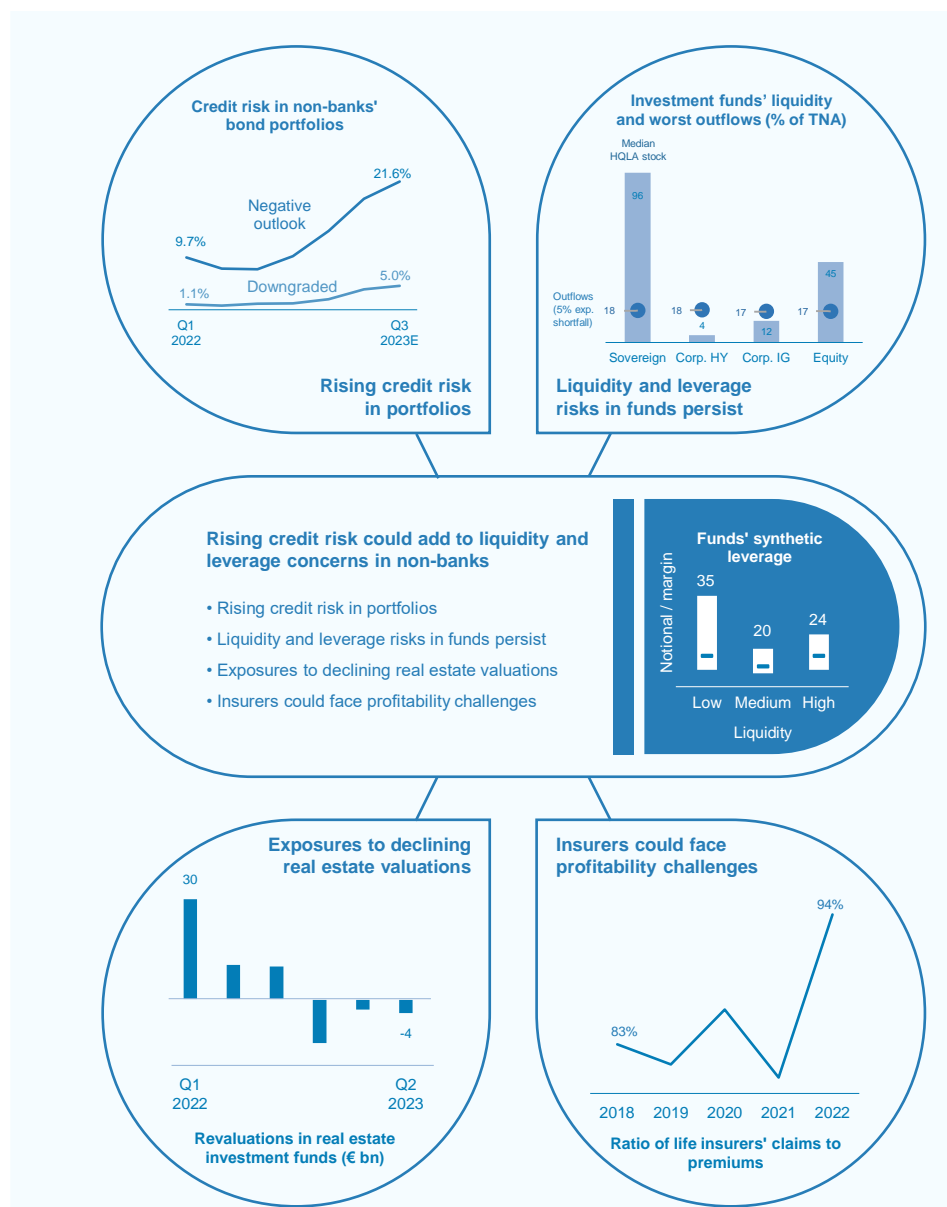 Credit risk in non-banks'
bond portfolios
21.6%
Negative
outlook
9.7%
5.0%
Downgraded
1.1%
Q1
2022
Q3
2023E
Rising credit risk
in portfolios
Investment funds’ liquidity
and worst outflows (% of TNA)
Median
HQLA stock
96
45
Outflows
(5% exp.
shortfall)
18
18
17
17
4
12
Sovereign Corp. HY Corp. IG Equity
Liquidity and leverage
risks in funds persist
Rising credit risk could add to liquidity and
leverage concerns in non-banks
• Rising credit risk in portfolios
• Liquidity and leverage risks in funds persist
• Exposures to declining real estate valuations
• Insurers could face profitability challenges
Funds' synthetic
leverage
Notional / margin
35
20
24
Low Medium High
Liquidity
Exposures to declining
real estate valuations
30
-4
Q1
2022
Q2
2023
Revaluations in real estate
investment funds (€ bn)
Insurers could face
profitability challenges
94%
83%
2018 2019 2020 2021 2022
Ratio of life insurers' claims to
premiums